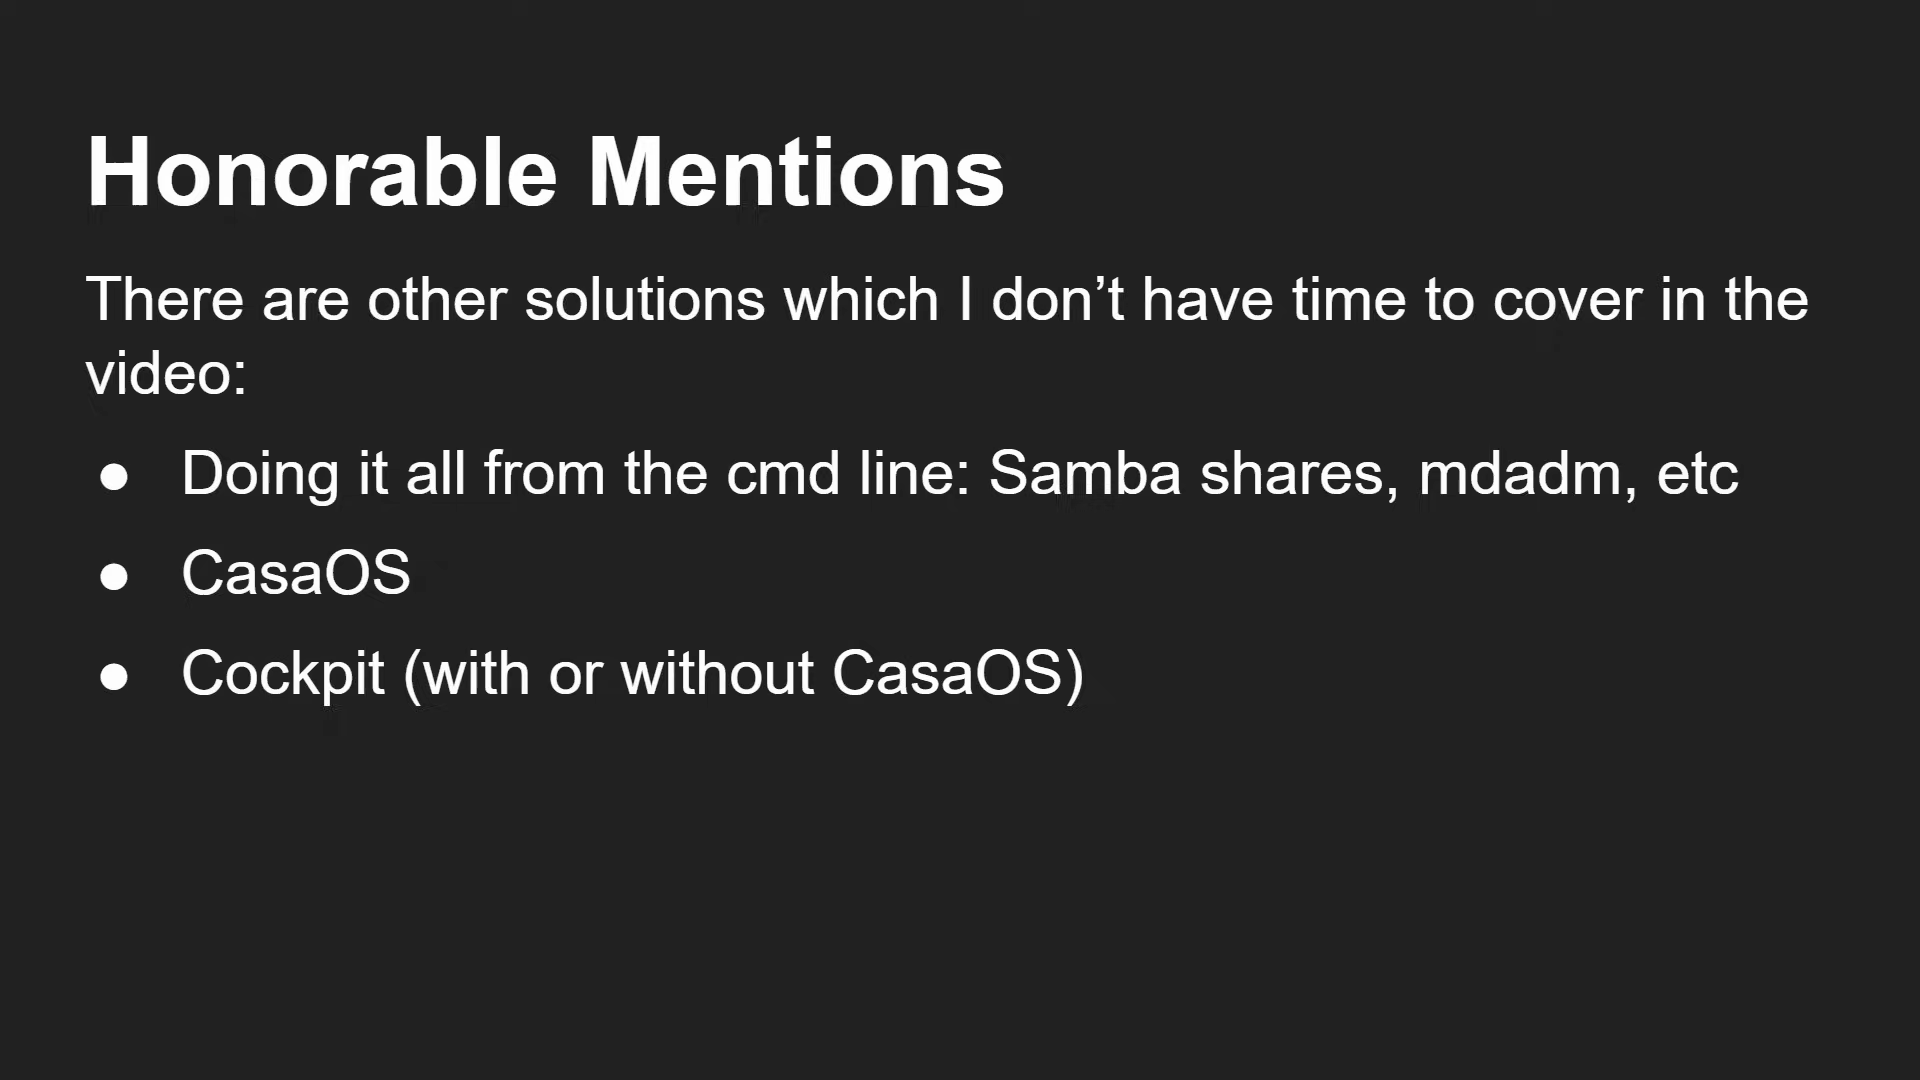 Honorable Mentions
There are other solutions which I don’t have time to cover in the
video:
● Doing it all from the cmd line: Samba shares, mdadm, etc
● CasaOS
● Cockpit (with or without CasaOS)